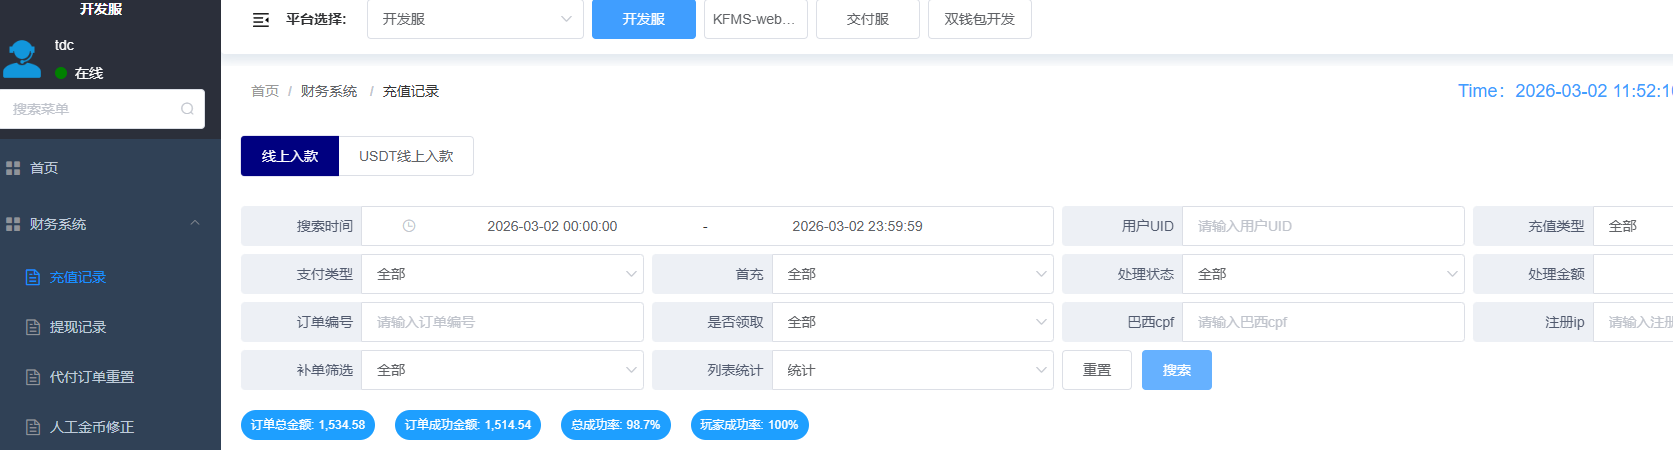 开发服
tdc
在线
搜索菜单
首页
财务系统
充值记录
提现记录
代付订单重置
人工金币修正
平台选择: 开发服 开发服 KFMS-web... 交付服 双钱包开发
首页 / 财务系统 / 充值记录
Time: 2026-03-02 11:52:1
线上入款 USDT线上入款
搜索时间 2026-03-02 00:00:00 - 2026-03-02 23:59:59 用户UID 请输入用户UID 充值类型 全部
支付类型 全部 首充 全部 处理状态 全部 处理金额
订单编号 请输入订单编号 是否领取 全部 巴西cpf 请输入巴西cpf 注册ip 请输入注册
补单筛选 全部 列表统计 统计 重置 搜索
订单总金额: 1,534.58 订单成功金额: 1,514.54 总成功率: 98.7% 玩家成功率: 100%